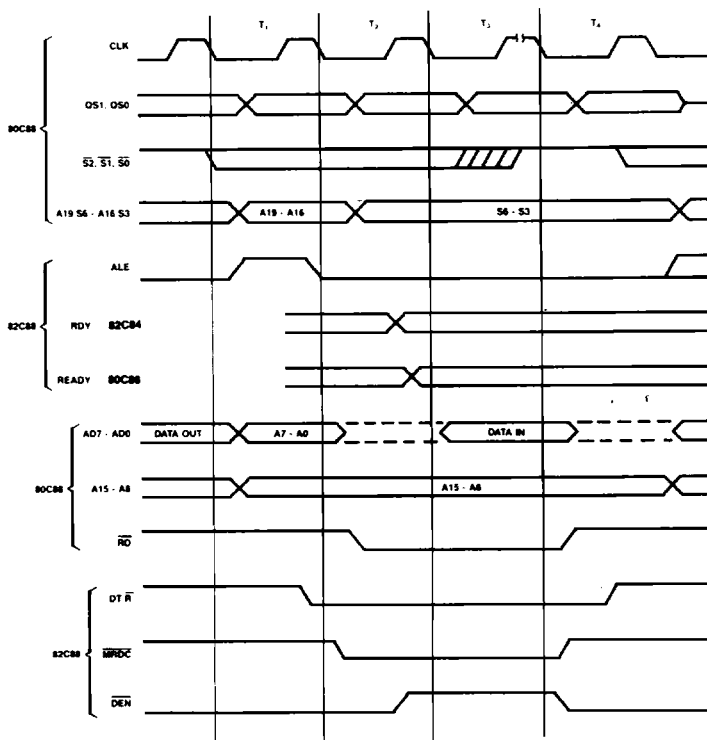 T1 T2 T3 T4
CLK
QS1, QS0
80C88
S2, S1, S0
A19 S6 - A16 S3 A19 - A16 S6 - S3
ALE
82C88 RDY 82C84
READY 80C86
AD7 - AD0 DATA OUT A7 - A0 DATA IN
A15 - A8 A15 - A8
80C88
RD
DT R
82C88 MRDC
DEN